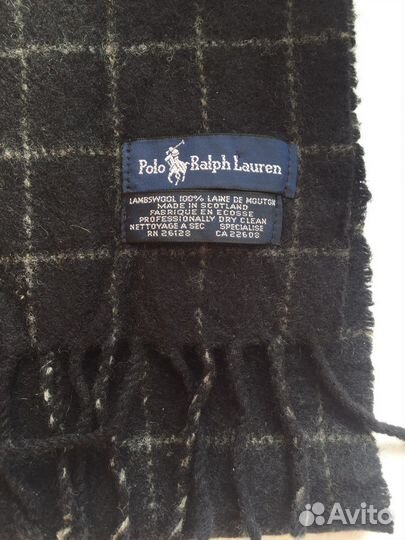 Polo Ralph Lauren
LAMBSWOOL 100% LAINE DE MOUTON
MADE IN SCOTLAND
FABRIQUE EN ECOSSE
PROFESSIONALLY DRY CLEAN
NETTOYAGE A SEC SPECIALISE
RN 26128 CA 22608
Avito